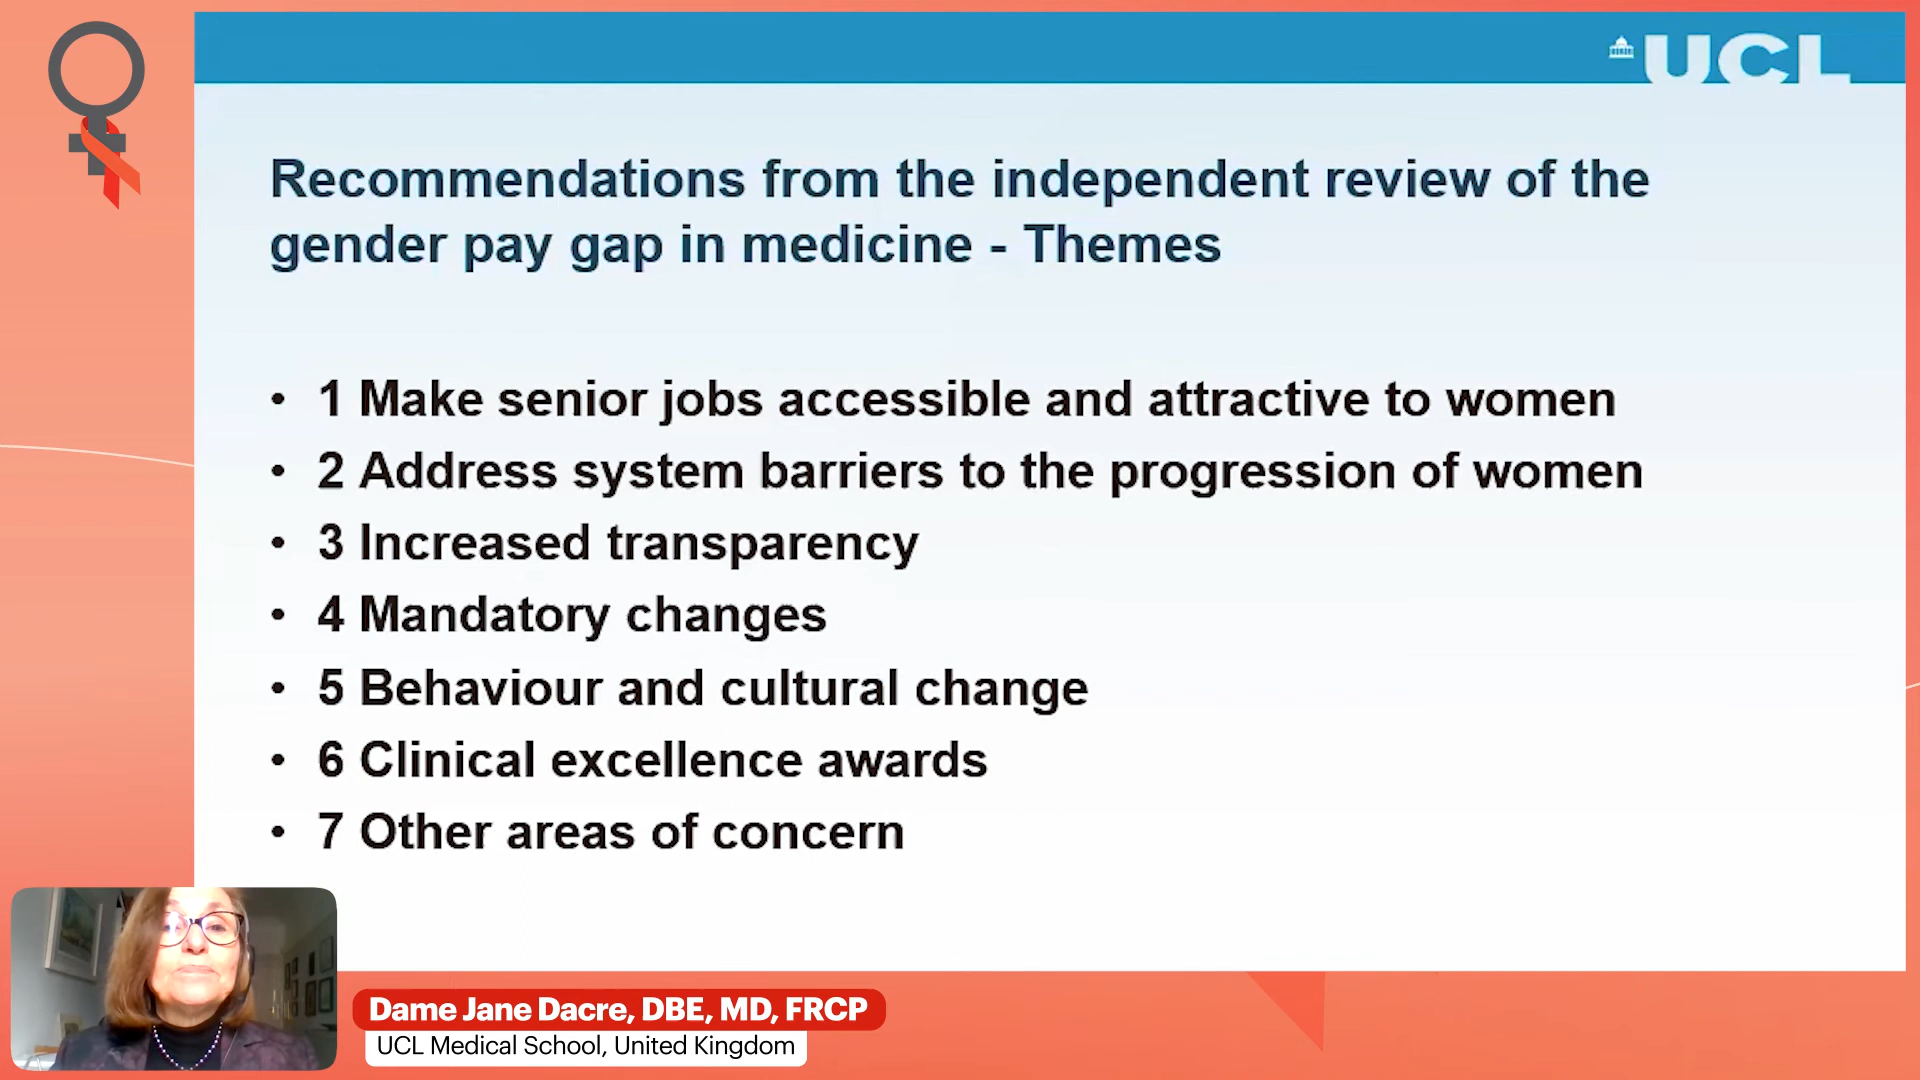 UCL
Recommendations from the independent review of the
gender pay gap in medicine - Themes
• 1 Make senior jobs accessible and attractive to women
• 2 Address system barriers to the progression of women
• 3 Increased transparency
• 4 Mandatory changes
• 5 Behaviour and cultural change
• 6 Clinical excellence awards
• 7 Other areas of concern
Dame Jane Dacre, DBE, MD, FRCP
UCL Medical School, United Kingdom